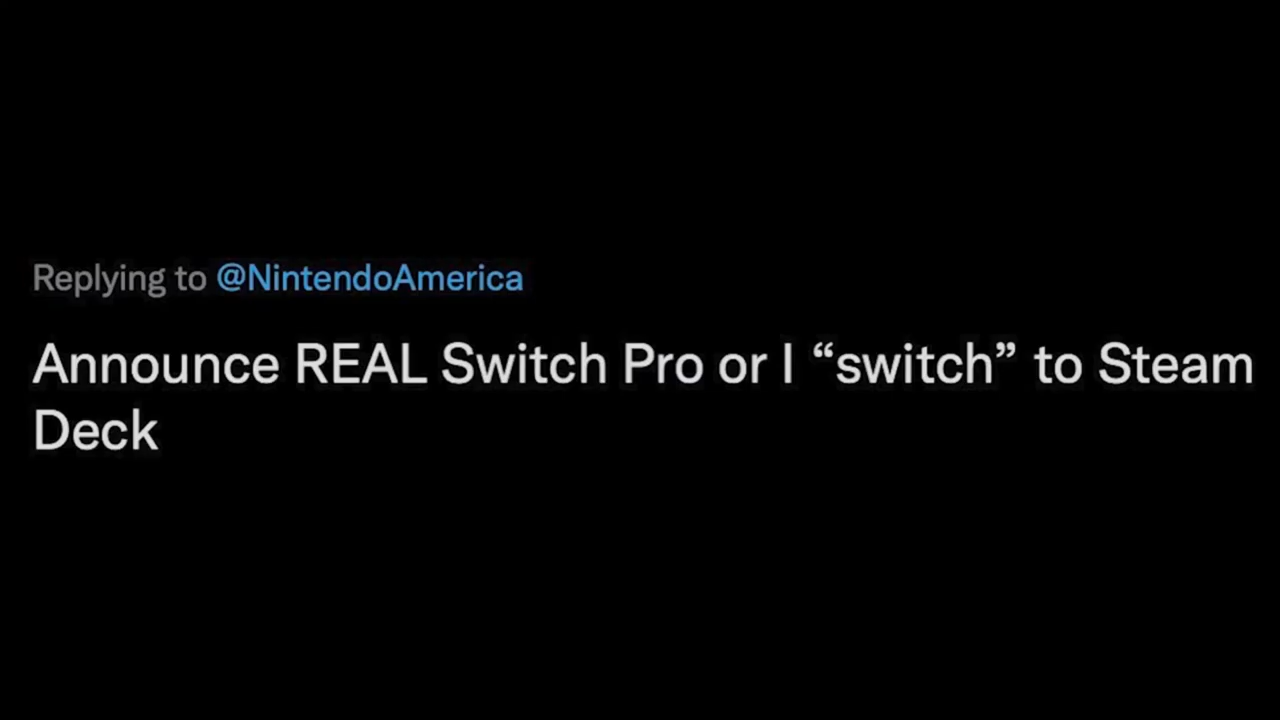 Replying to @NintendoAmerica
Announce REAL Switch Pro or I “switch” to Steam
Deck